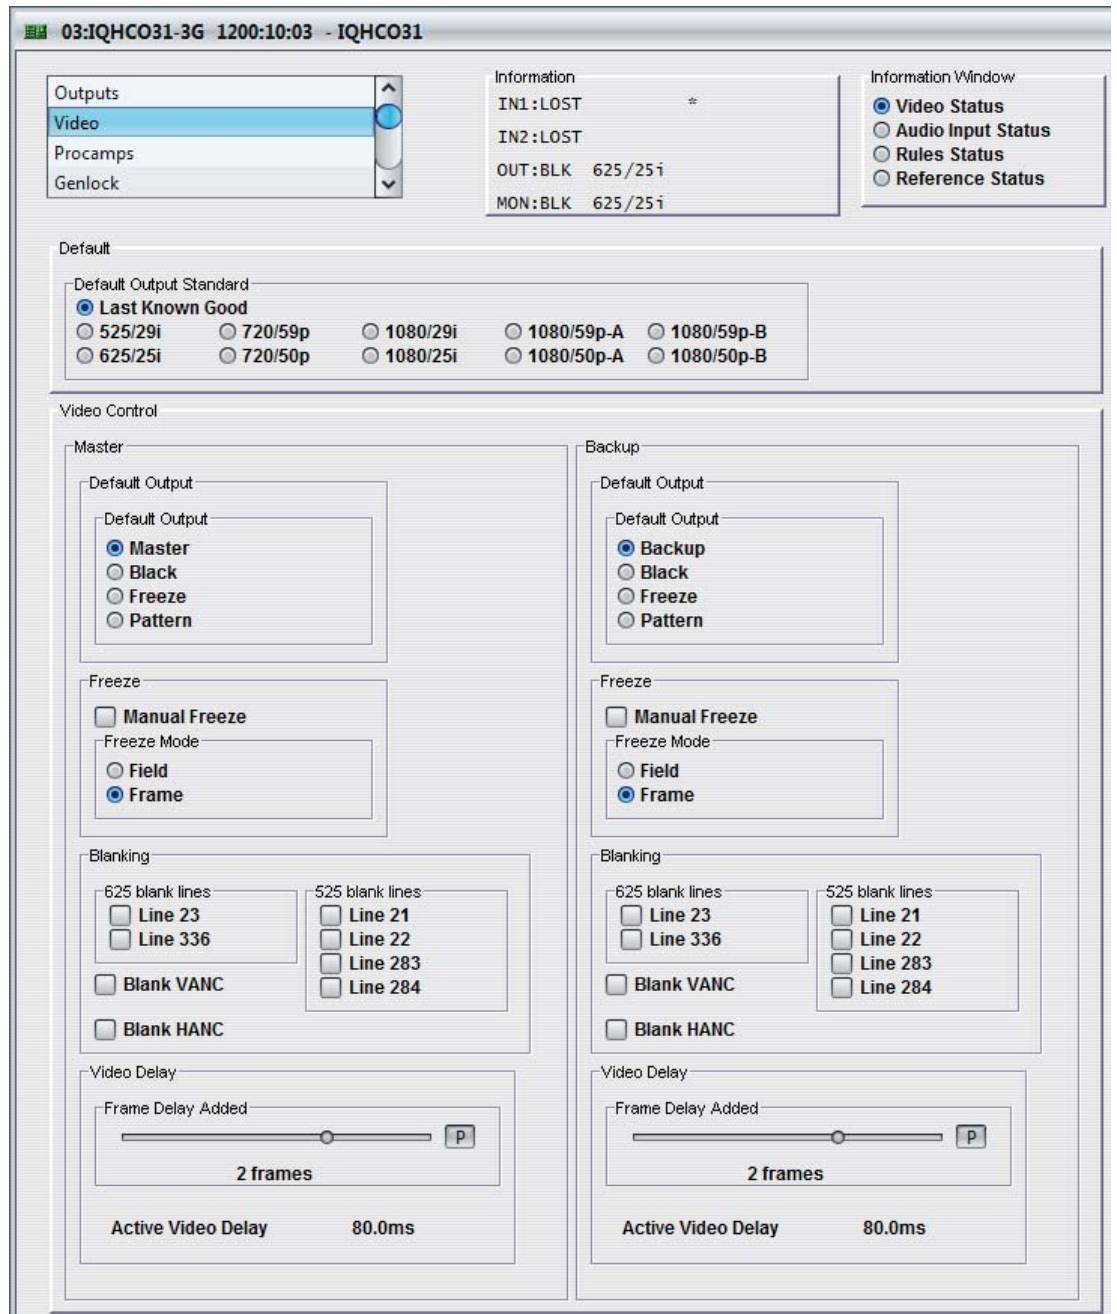 03:IQHCO31-3G 1200:10:03 - IQHCO31
Outputs
Video
Procamps
Genlock
Information
IN1:LOST *
IN2:LOST
OUT:BLK 625/25i
MON:BLK 625/25i
Information Window
Video Status
Audio Input Status
Rules Status
Reference Status
Default
Default Output Standard
Last Known Good
525/29i 720/59p 1080/29i 1080/59p-A 1080/59p-B
625/25i 720/50p 1080/25i 1080/50p-A 1080/50p-B
Video Control
Master
Default Output
Default Output
Master
Black
Freeze
Pattern
Freeze
Manual Freeze
Freeze Mode
Field
Frame
Blanking
625 blank lines
Line 23
Line 336
525 blank lines
Line 21
Line 22
Line 283
Line 284
Blank VANC
Blank HANC
Video Delay
Frame Delay Added
P
2 frames
Active Video Delay 80.0ms
Backup
Default Output
Default Output
Backup
Black
Freeze
Pattern
Freeze
Manual Freeze
Freeze Mode
Field
Frame
Blanking
625 blank lines
Line 23
Line 336
525 blank lines
Line 21
Line 22
Line 283
Line 284
Blank VANC
Blank HANC
Video Delay
Frame Delay Added
P
2 frames
Active Video Delay 80.0ms